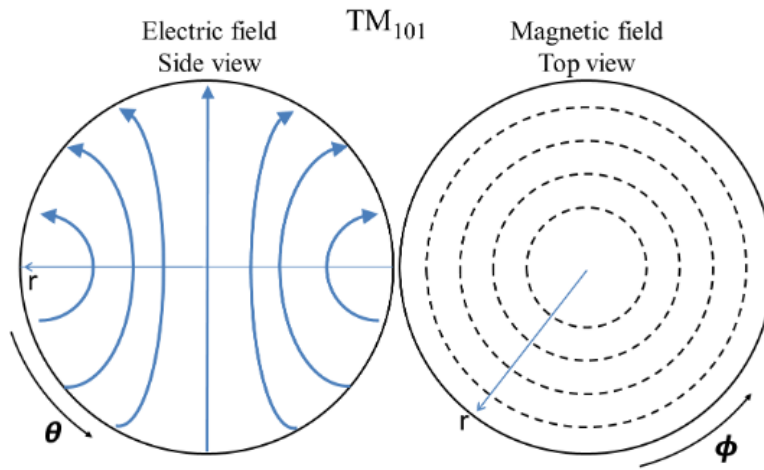 TM₁₀₁
Electric field
Side view
Magnetic field
Top view
r
θ
r
ϕ